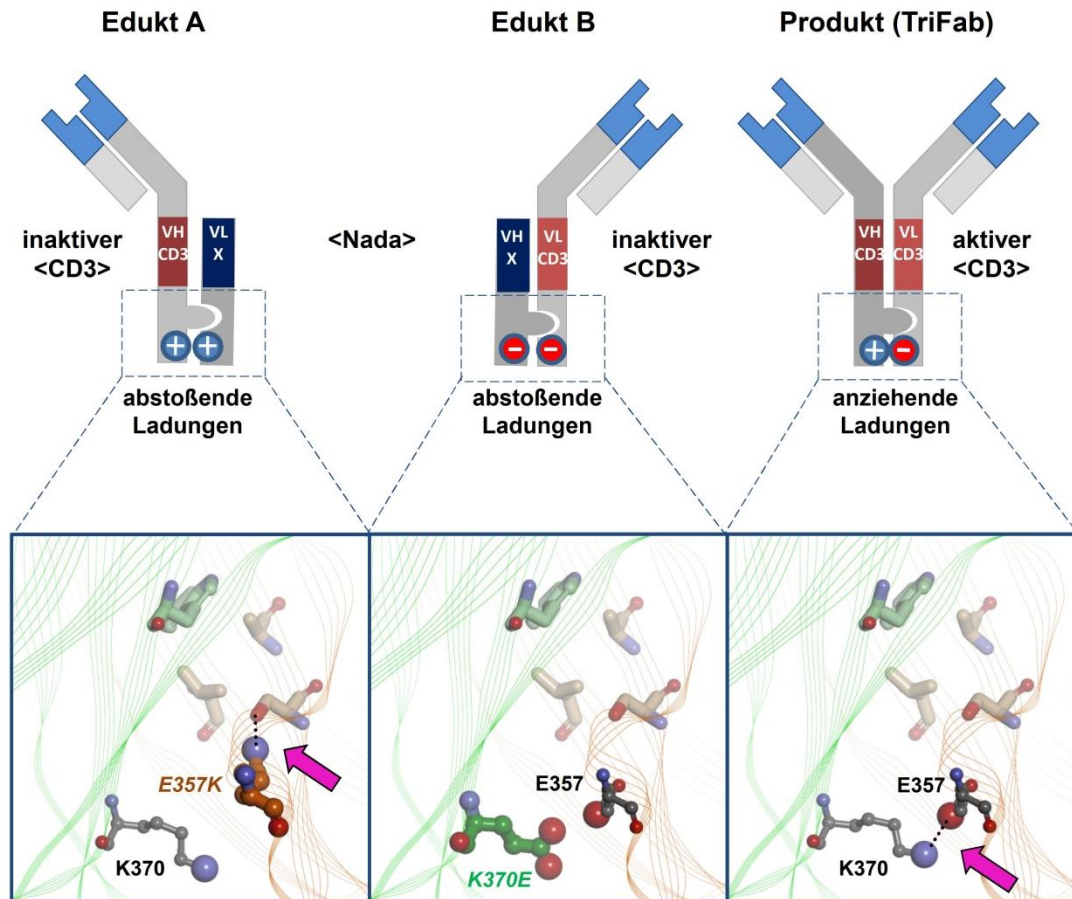 Edukt A
Edukt B
Produkt (TriFab)
inaktiver
<CD3>
VH
CD3
VL
X
<Nada>
VH
X
VL
CD3
inaktiver
<CD3>
VH
CD3
VL
CD3
aktiver
<CD3>
+ +
- -
+ -
abstoßende
Ladungen
abstoßende
Ladungen
anziehende
Ladungen
E357K
K370
E357
K370E
E357
K370